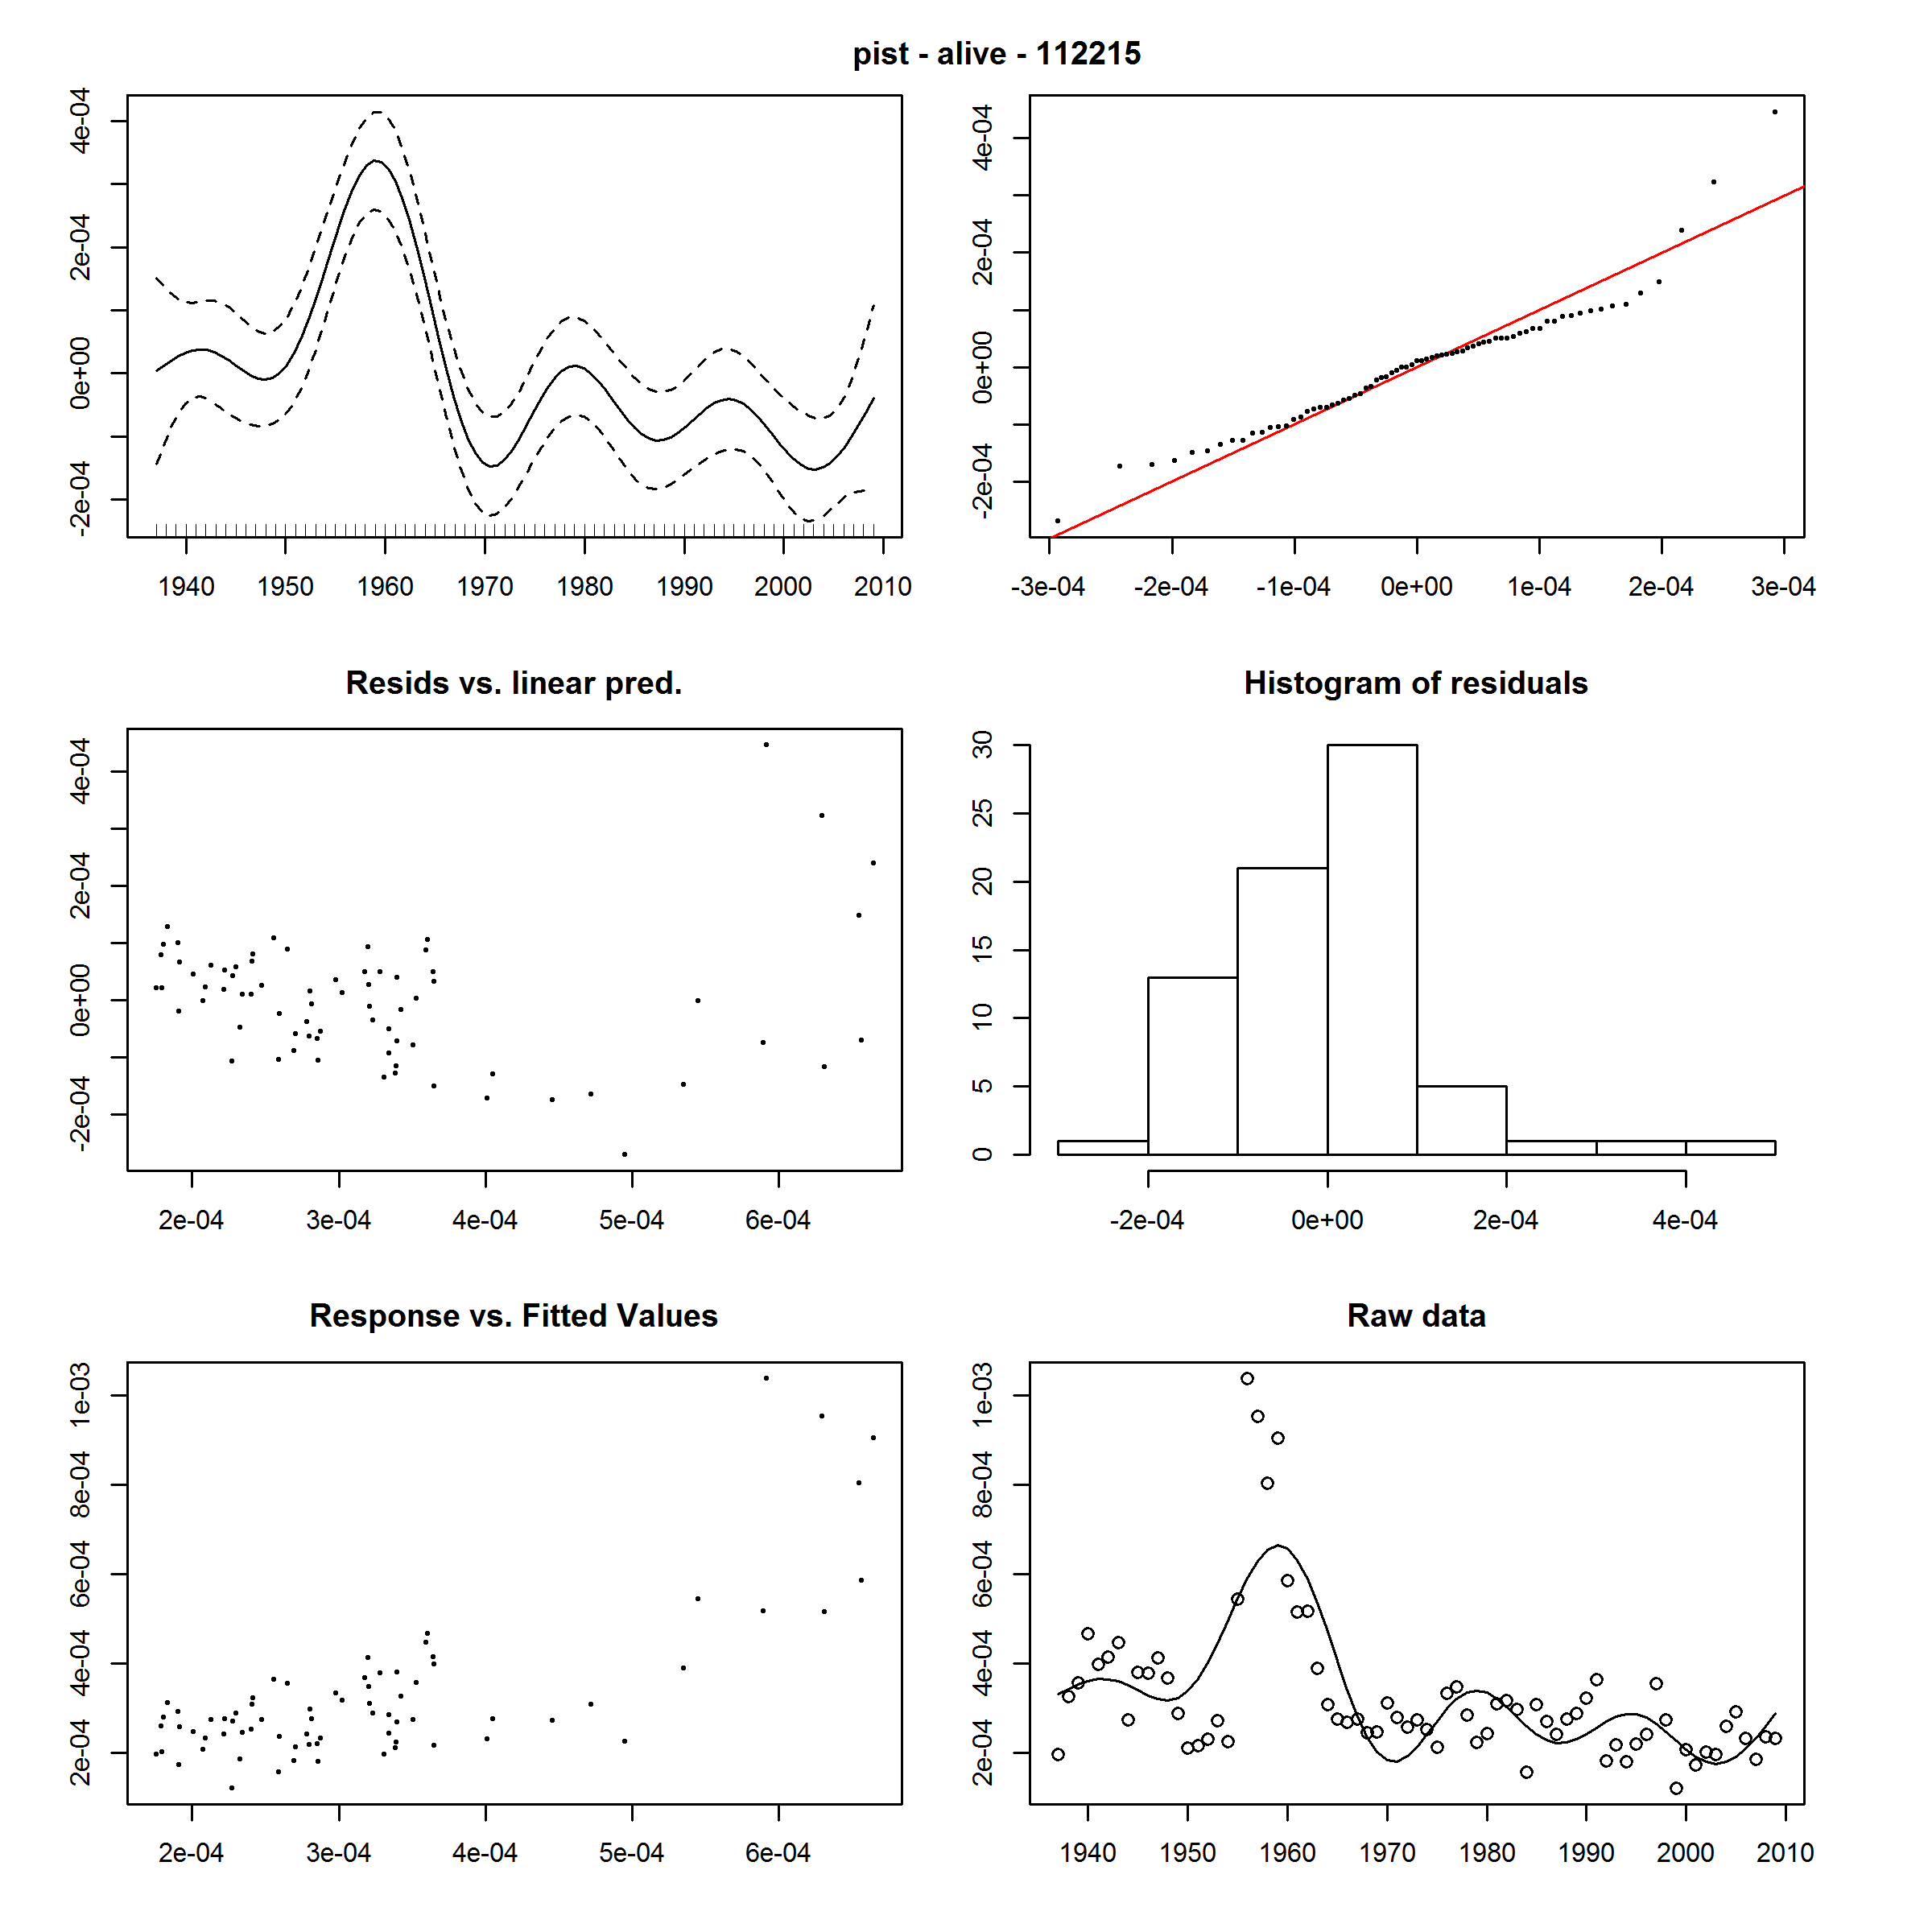 pist - alive - 112215
-2e-04 0e+00 2e-04 4e-04
1940 1950 1960 1970 1980 1990 2000 2010
-2e-04 0e+00 2e-04 4e-04
-3e-04 -2e-04 -1e-04 0e+00 1e-04 2e-04 3e-04
Resids vs. linear pred.
-2e-04 0e+00 2e-04 4e-04
2e-04 3e-04 4e-04 5e-04 6e-04
Histogram of residuals
0 5 10 15 20 25 30
-2e-04 0e+00 2e-04 4e-04
Response vs. Fitted Values
2e-04 4e-04 6e-04 8e-04 1e-03
2e-04 3e-04 4e-04 5e-04 6e-04
Raw data
2e-04 4e-04 6e-04 8e-04 1e-03
1940 1950 1960 1970 1980 1990 2000 2010